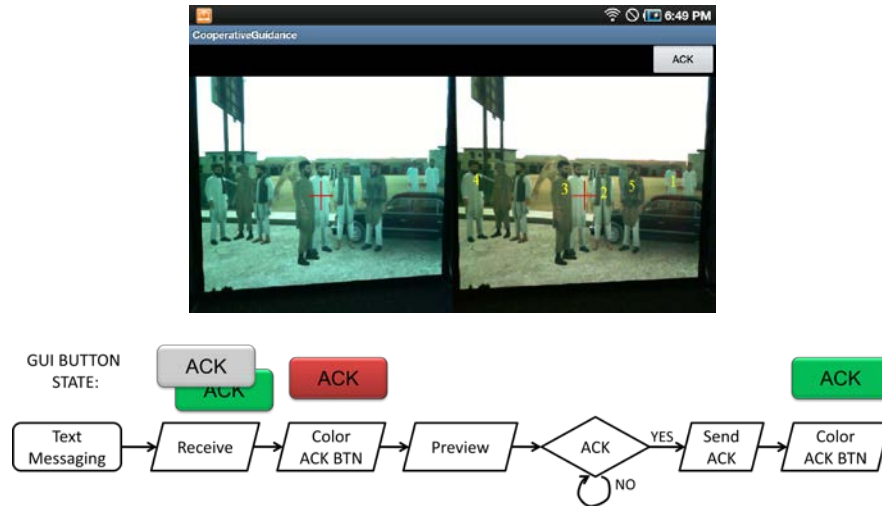 6:49 PM
CooperativeGuidance
ACK
4
3
2
5
1
GUI BUTTON
STATE:
ACK
ACK
ACK
ACK
Text
Messaging
Receive
Color
ACK BTN
Preview
ACK
YES
NO
Send
ACK
Color
ACK BTN